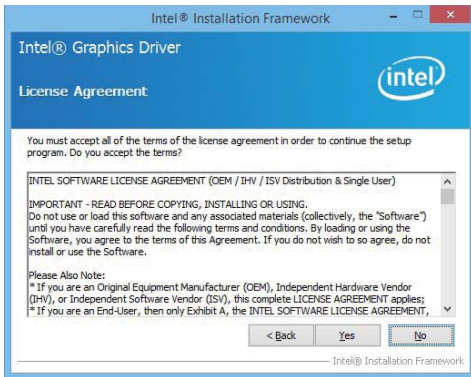 Intel® Installation Framework
Intel® Graphics Driver
intel
License Agreement
You must accept all of the terms of the license agreement in order to continue the setup
program. Do you accept the terms?
INTEL SOFTWARE LICENSE AGREEMENT (OEM / IHV / ISV Distribution & Single User)
IMPORTANT - READ BEFORE COPYING, INSTALLING OR USING.
Do not use or load this software and any associated materials (collectively, the "Software")
until you have carefully read the following terms and conditions. By loading or using the
Software, you agree to the terms of this Agreement. If you do not wish to so agree, do not
install or use the Software.
Please Also Note:
* If you are an Original Equipment Manufacturer (OEM), Independent Hardware Vendor
(IHV), or Independent Software Vendor (ISV), this complete LICENSE AGREEMENT applies;
* If you are an End-User, then only Exhibit A, the INTEL SOFTWARE LICENSE AGREEMENT,
< Back Yes No
Intel® Installation Framework